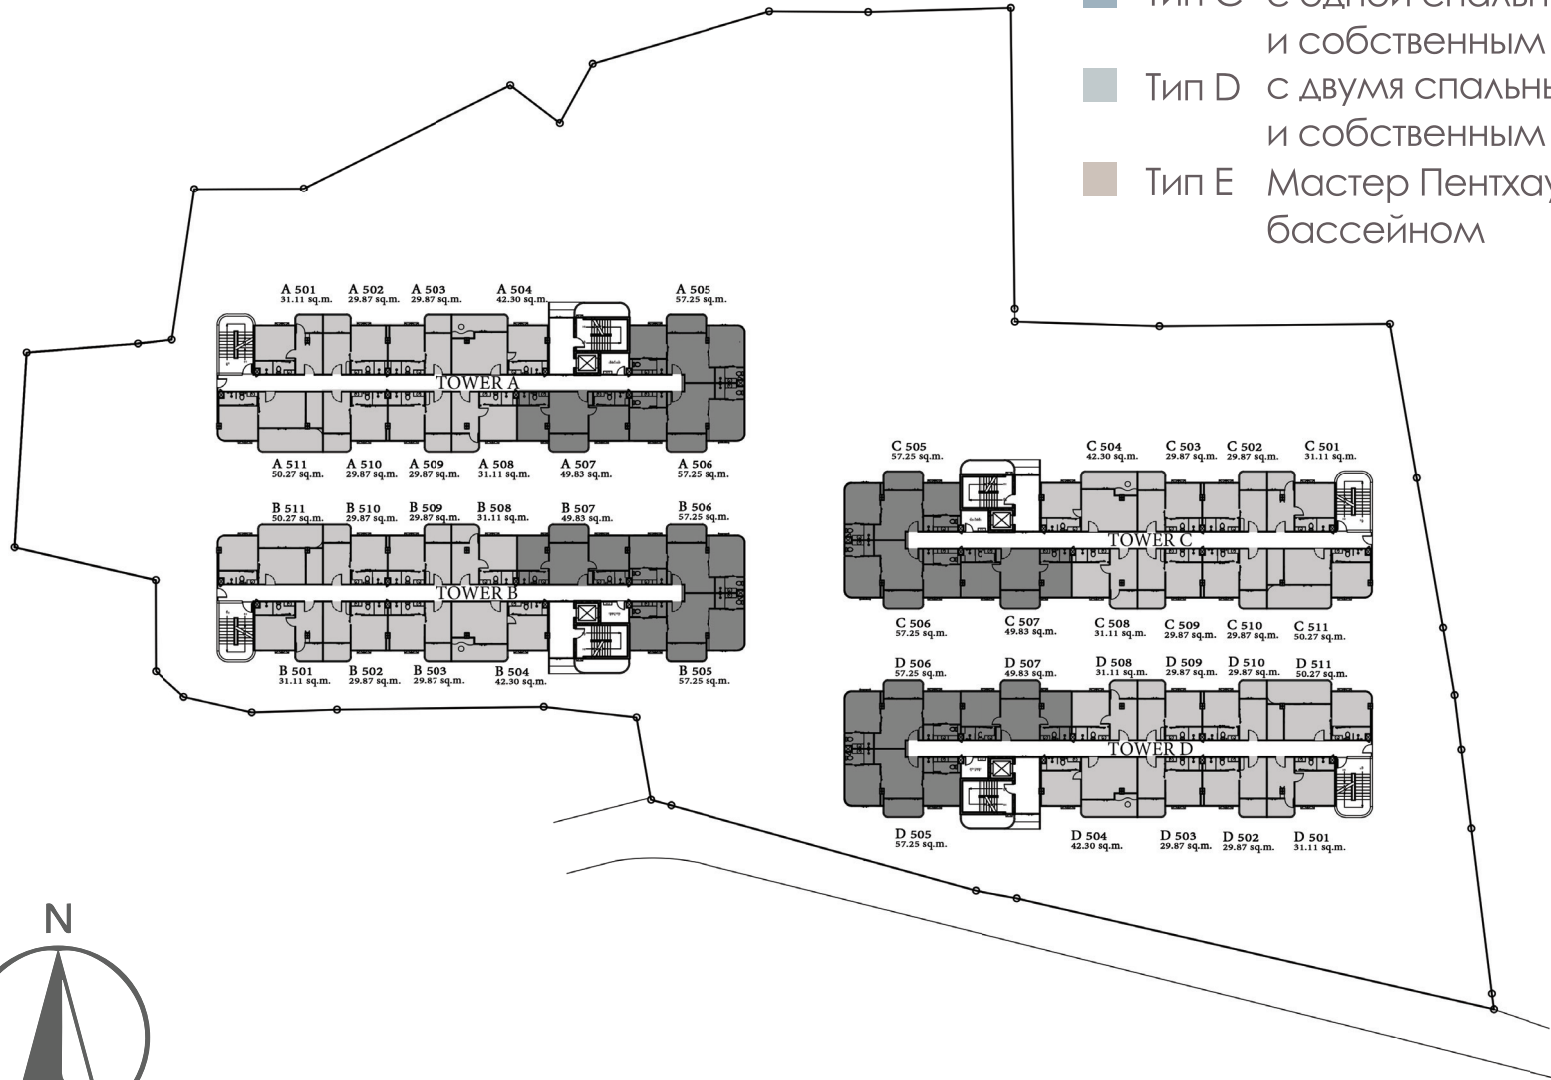 Тип C с одной спальн
и собственным
Тип D с двумя спальн
и собственным
Тип E Мастер Пентха
бассейном
A 501 A 502 A 503 A 504 A 505
31.11 sq.m. 29.87 sq.m. 29.87 sq.m. 42.30 sq.m. 57.25 sq.m.
TOWER A
A 511 A 510 A 509 A 508 A 507 A 506
50.27 sq.m. 29.87 sq.m. 29.87 sq.m. 31.11 sq.m. 49.83 sq.m. 57.25 sq.m.
B 511 B 510 B 509 B 508 B 507 B 506
50.27 sq.m. 29.87 sq.m. 29.87 sq.m. 31.11 sq.m. 49.83 sq.m. 57.25 sq.m.
TOWER B
B 501 B 502 B 503 B 504 B 505
31.11 sq.m. 29.87 sq.m. 29.87 sq.m. 42.30 sq.m. 57.25 sq.m.
C 505 C 504 C 503 C 502 C 501
57.25 sq.m. 42.30 sq.m. 29.87 sq.m. 29.87 sq.m. 31.11 sq.m.
TOWER C
C 506 C 507 C 508 C 509 C 510 C 511
57.25 sq.m. 49.83 sq.m. 31.11 sq.m. 29.87 sq.m. 29.87 sq.m. 50.27 sq.m.
D 506 D 507 D 508 D 509 D 510 D 511
57.25 sq.m. 49.83 sq.m. 31.11 sq.m. 29.87 sq.m. 29.87 sq.m. 50.27 sq.m.
TOWER D
D 505 D 504 D 503 D 502 D 501
57.25 sq.m. 42.30 sq.m. 29.87 sq.m. 29.87 sq.m. 31.11 sq.m.
N